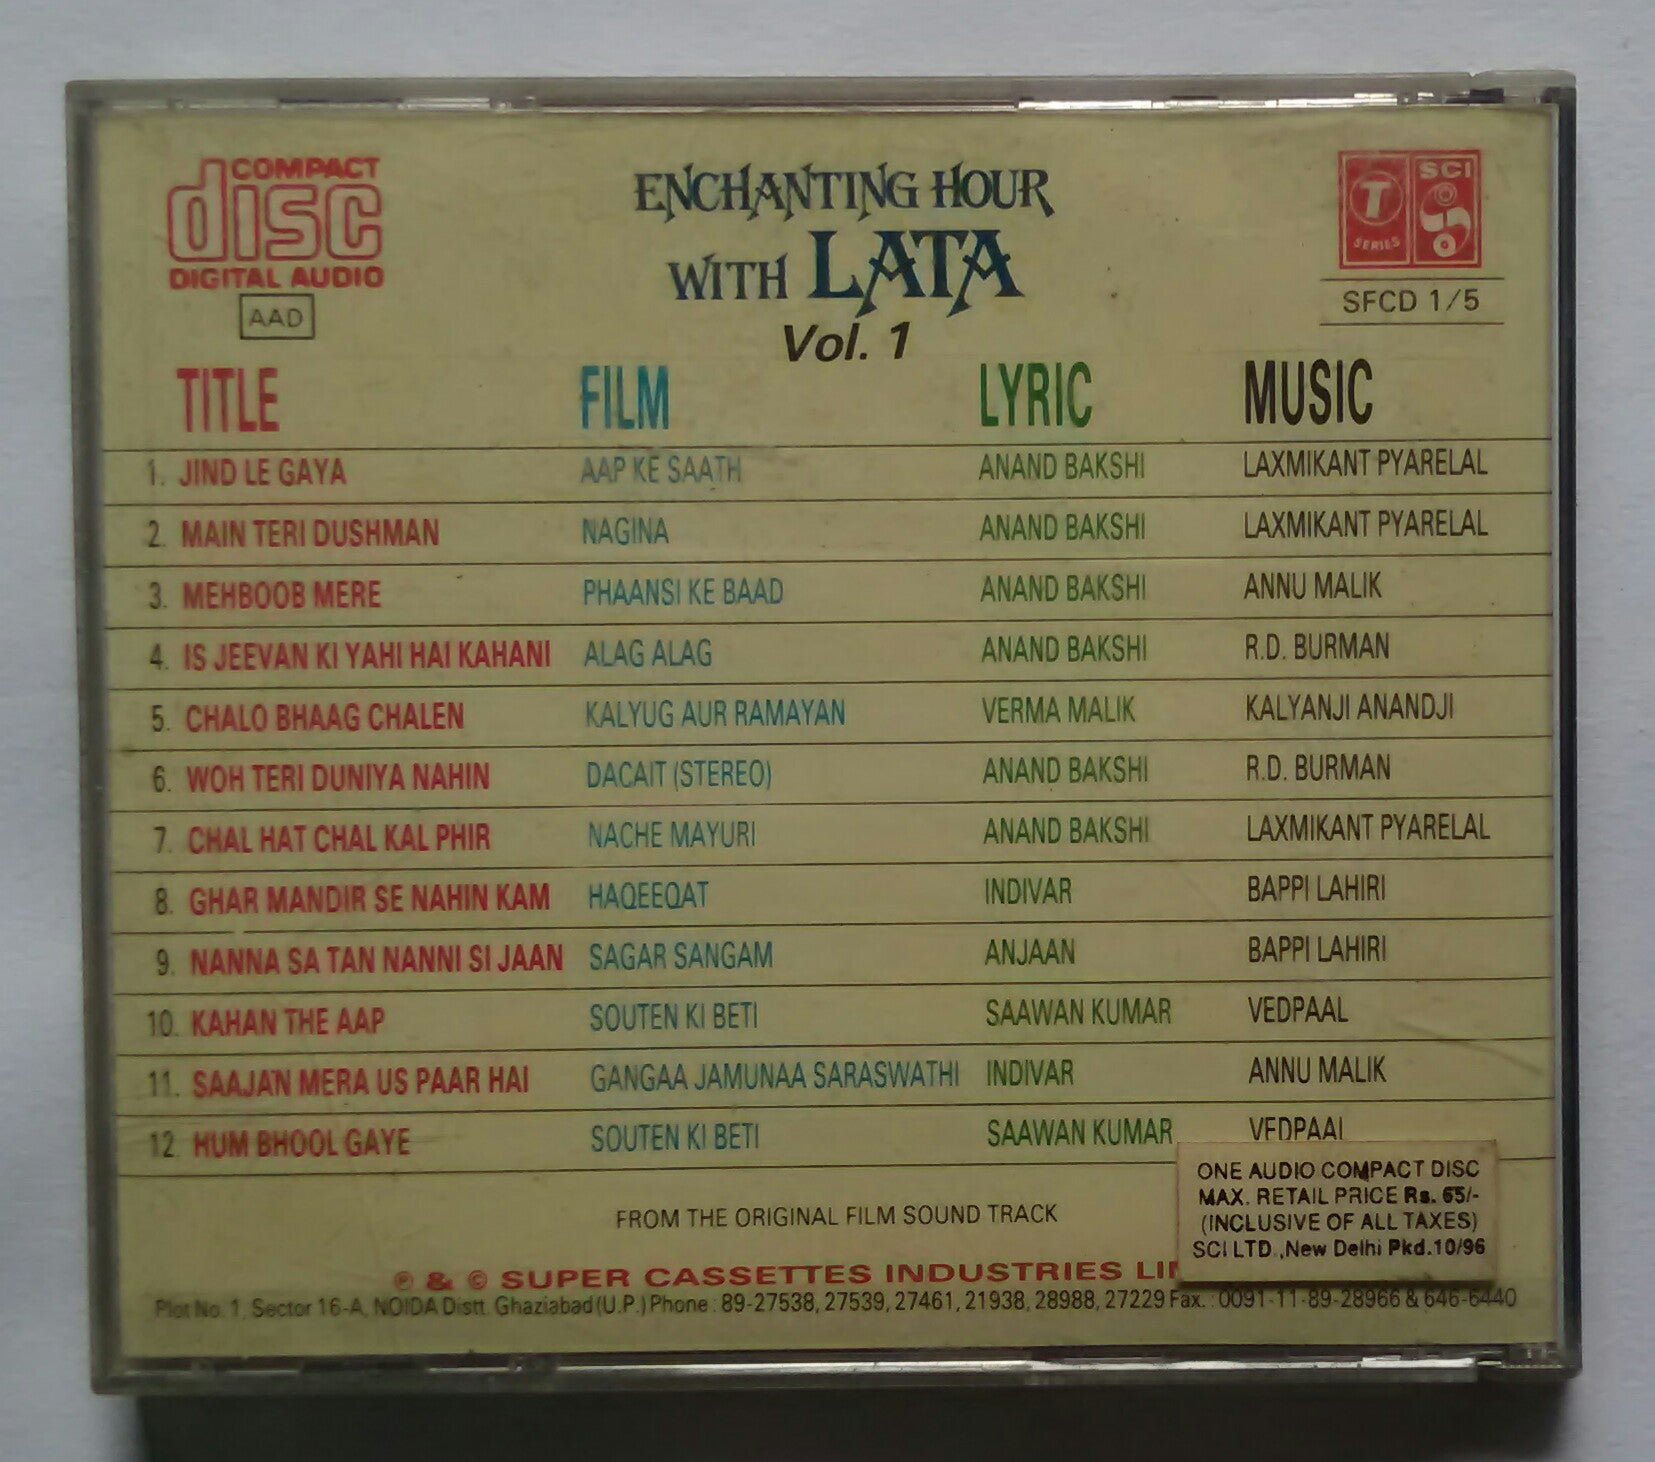 COMPACT
disc
DIGITAL AUDIO
AAD
ENCHANTING HOUR
WITH LATA
Vol. 1
T
SERIES
SCI
SFCD 1/5
TITLE FILM LYRIC MUSIC
1. JIND LE GAYA AAP KE SAATH ANAND BAKSHI LAXMIKANT PYARELAL
2. MAIN TERI DUSHMAN NAGINA ANAND BAKSHI LAXMIKANT PYARELAL
3. MEHBOOB MERE PHAANSI KE BAAD ANAND BAKSHI ANNU MALIK
4. IS JEEVAN KI YAHI HAI KAHANI ALAG ALAG ANAND BAKSHI R.D. BURMAN
5. CHALO BHAAG CHALEN KALYUG AUR RAMAYAN VERMA MALIK KALYANJI ANANDJI
6. WOH TERI DUNIYA NAHIN DACAIT (STEREO) ANAND BAKSHI R.D. BURMAN
7. CHAL HAT CHAL KAL PHIR NACHE MAYURI ANAND BAKSHI LAXMIKANT PYARELAL
8. GHAR MANDIR SE NAHIN KAM HAQEEQAT INDIVAR BAPPI LAHIRI
9. NANNA SA TAN NANNI SI JAAN SAGAR SANGAM ANJAAN BAPPI LAHIRI
10. KAHAN THE AAP SOUTEN KI BETI SAAWAN KUMAR VEDPAAL
11. SAAJAN MERA US PAAR HAI GANGAA JAMUNAA SARASWATHI INDIVAR ANNU MALIK
12. HUM BHOOL GAYE SOUTEN KI BETI SAAWAN KUMAR VEDPAAL
FROM THE ORIGINAL FILM SOUND TRACK
ONE AUDIO COMPACT DISC
MAX. RETAIL PRICE Rs. 65/-
(INCLUSIVE OF ALL TAXES)
SCI LTD., New Delhi Pkd.10/96
℗ & © SUPER CASSETTES INDUSTRIES
Plot No. 1, Sector 16-A, NOIDA Distt. Ghaziabad (U.P.) Phone : 89-27538, 27539, 27461, 21938, 28988, 27229 Fax. : 0091-11-89-28966 & 646-6440